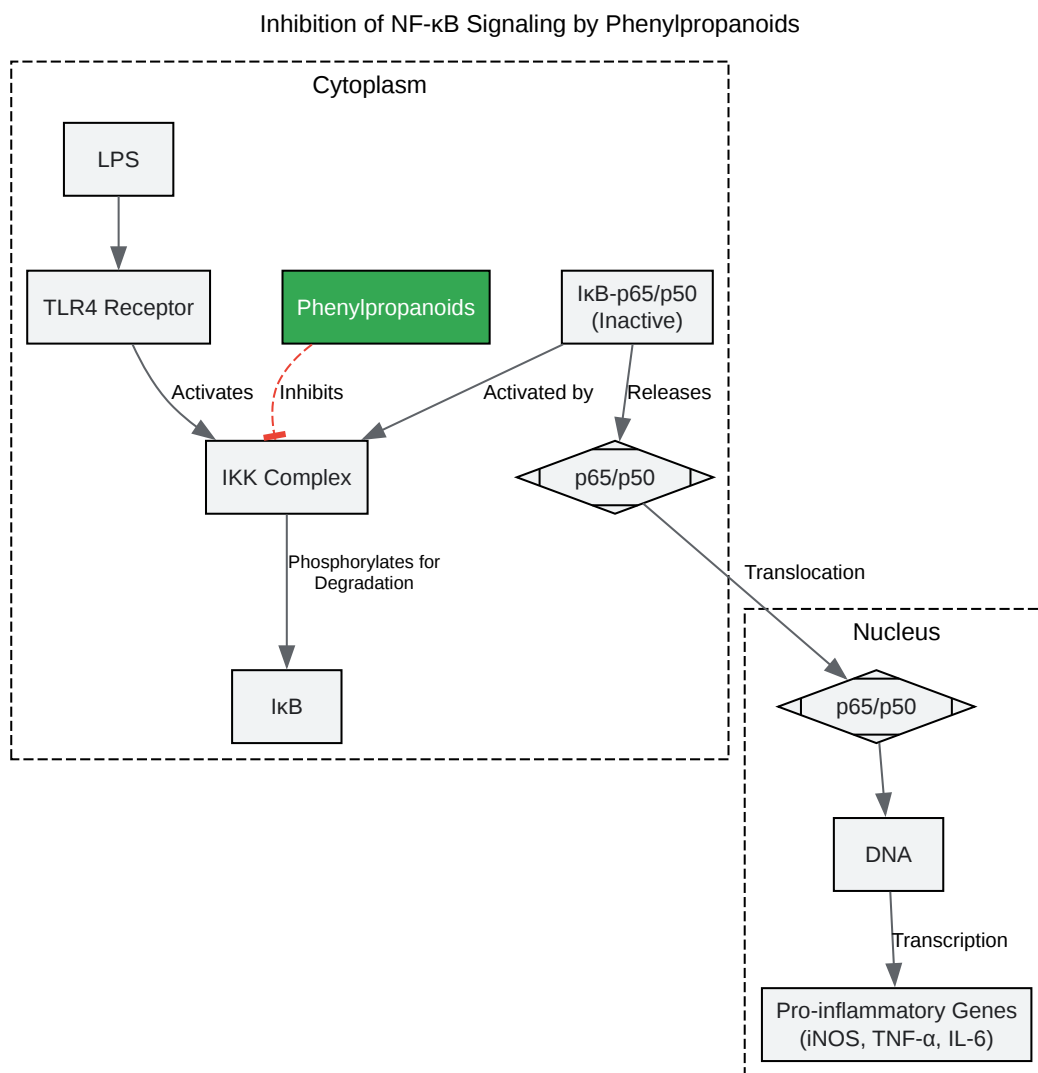 Inhibition of NF-κB Signaling by Phenylpropanoids
Cytoplasm
LPS
TLR4 Receptor
Phenylpropanoids
IκB-p65/p50
(Inactive)
Activates
Inhibits
Activated by
Releases
IKK Complex
p65/p50
Phosphorylates for
Degradation
Translocation
Nucleus
IκB
p65/p50
DNA
Transcription
Pro-inflammatory Genes
(iNOS, TNF-α, IL-6)